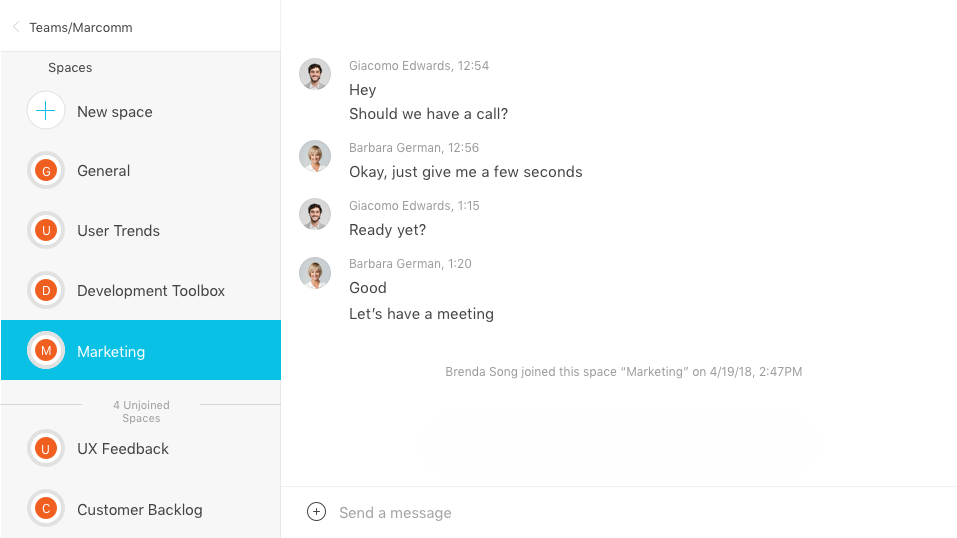 Teams/Marcomm
Spaces
New space
G
General
U
User Trends
D
Development Toolbox
M
Marketing
4 Unjoined
Spaces
U
UX Feedback
C
Customer Backlog
Giacomo Edwards, 12:54
Hey
Should we have a call?
Barbara German, 12:56
Okay, just give me a few seconds
Giacomo Edwards, 1:15
Ready yet?
Barbara German, 1:20
Good
Let’s have a meeting
Brenda Song joined this space “Marketing” on 4/19/18, 2:47PM
Send a message